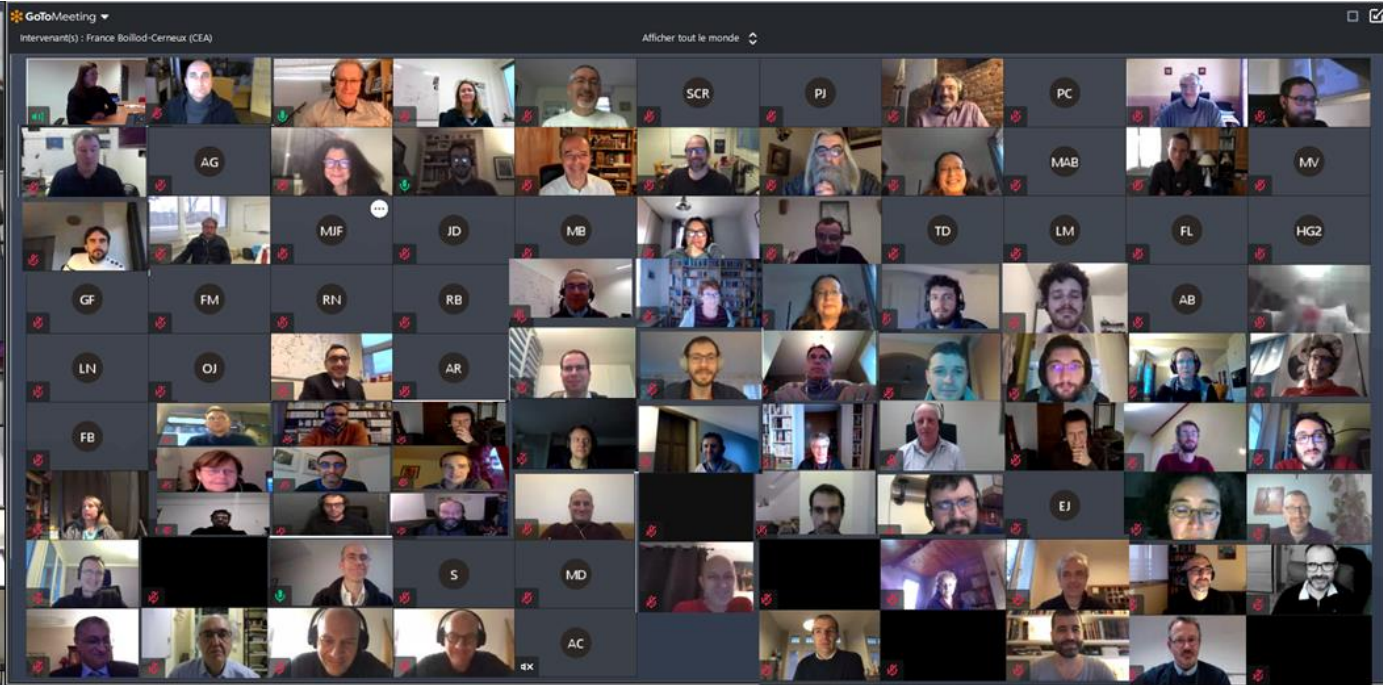 GoToMeeting
Intervenant(s) : France Boillod-Cerneux (CEA)
Afficher tout le monde
SCR
PJ
PC
AG
MAB
MV
MJF
JD
MB
TD
LM
FL
HG2
GF
FM
RN
RB
AB
LN
OJ
AR
FB
EJ
S
MD
AC